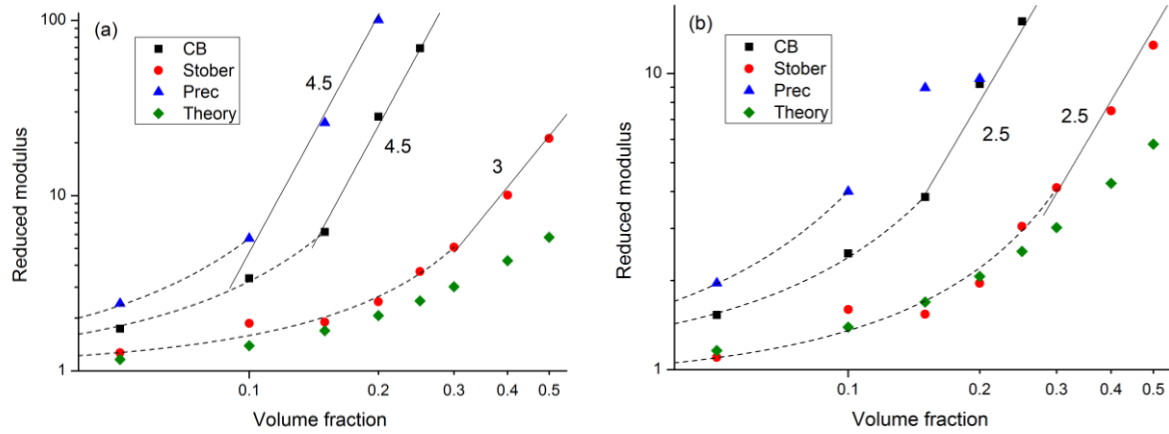 (a)
CB
Stober
Prec
Theory
100
10
1
4.5
4.5
3
0.1
0.2
0.3
0.4
0.5
Reduced modulus
Volume fraction
(b)
CB
Stober
Prec
Theory
10
1
2.5
2.5
0.1
0.2
0.3
0.4
0.5
Reduced modulus
Volume fraction